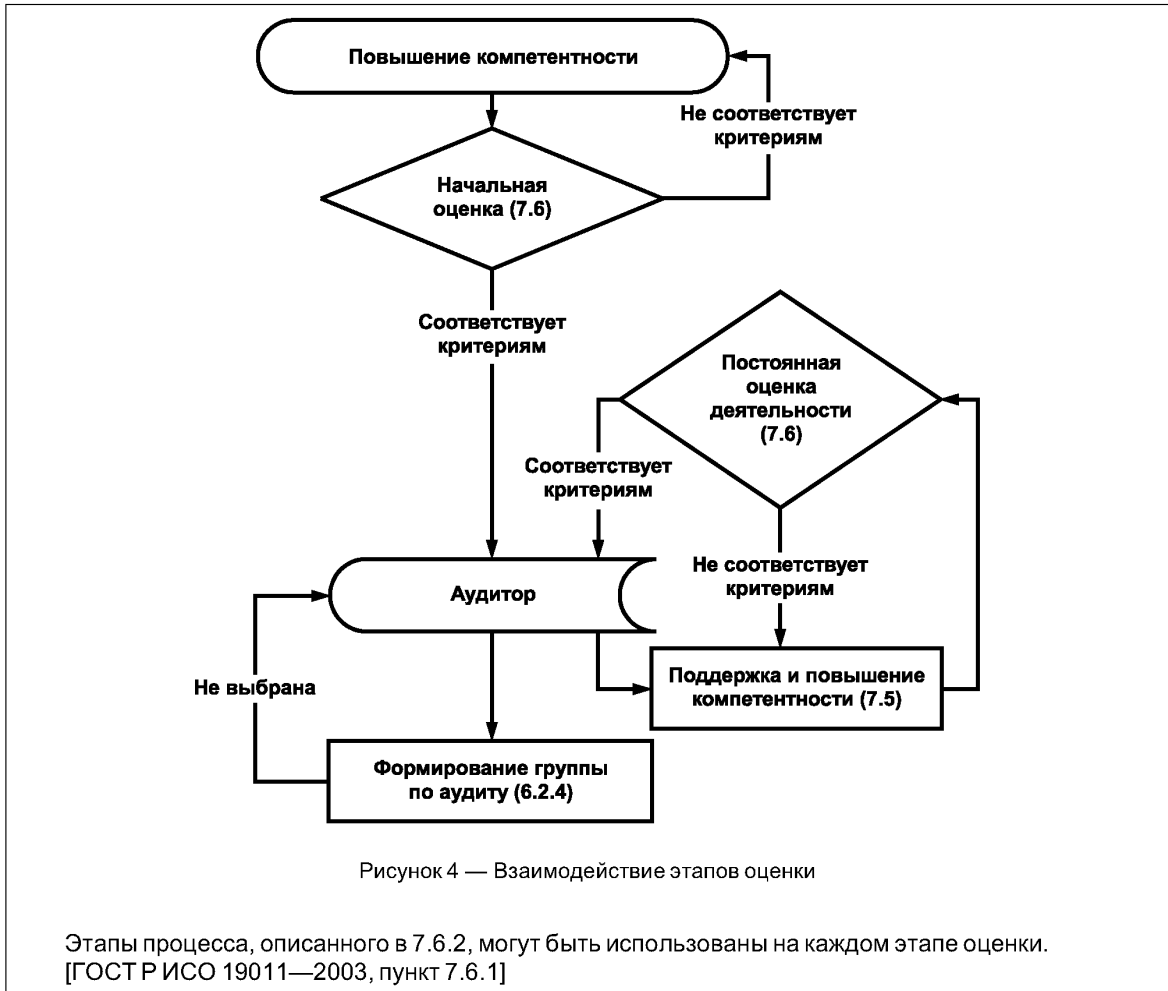 Повышение компетентности
Не соответствует
критериям
Начальная
оценка (7.6)
Соответствует
критериям
Постоянная
оценка
деятельности
(7.6)
Соответствует
критериям
Не соответствует
критериям
Аудитор
Не выбрана
Поддержка и повышение
компетентности (7.5)
Формирование группы
по аудиту (6.2.4)
Рисунок 4 — Взаимодействие этапов оценки
Этапы процесса, описанного в 7.6.2, могут быть использованы на каждом этапе оценки.
[ГОСТ Р ИСО 19011—2003, пункт 7.6.1]